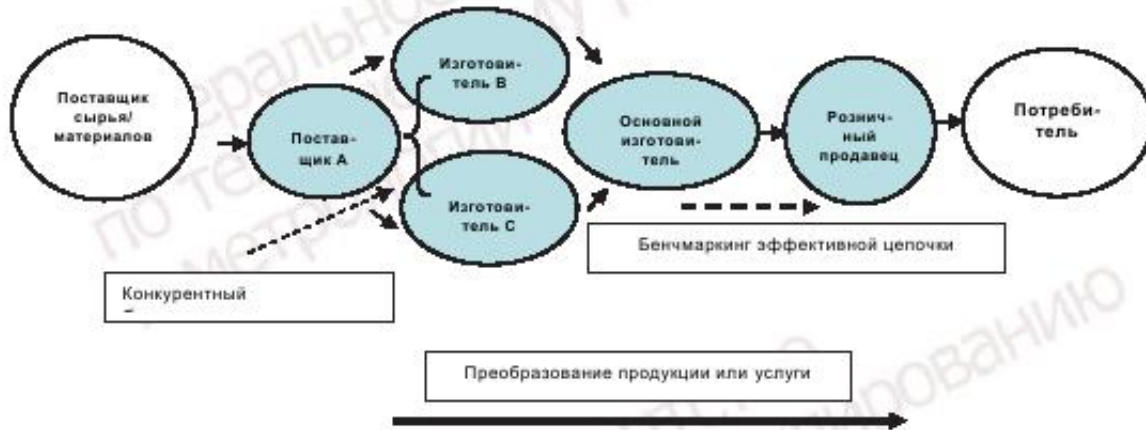 Поставщик
сырья/
материалов
Постав-
щик А
Изготови-
тель В
Изготови-
тель С
Основной
изготови-
тель
Рознич-
ный
продавец
Потреби-
тель
Конкурентный
Бенчмаркинг эффективной цепочки
Преобразование продукции или услуги